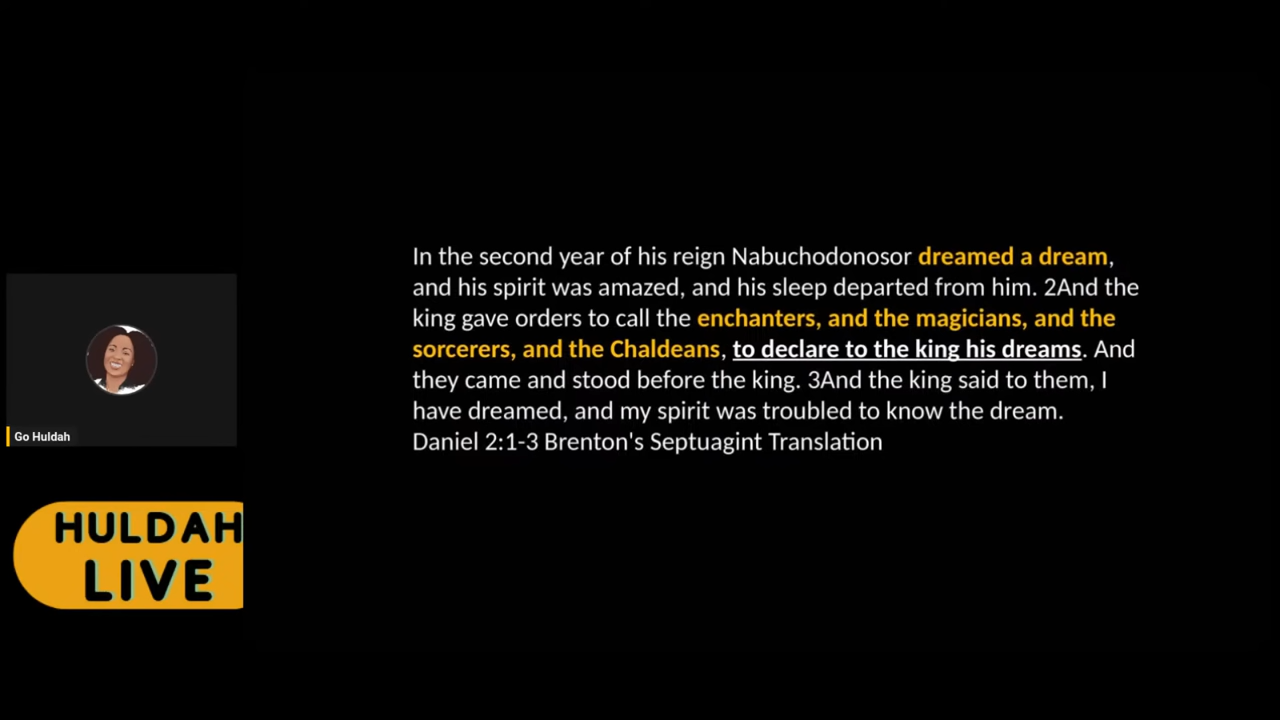 In the second year of his reign Nabuchodonosor dreamed a dream,
and his spirit was amazed, and his sleep departed from him. 2And the
king gave orders to call the enchanters, and the magicians, and the
sorcerers, and the Chaldeans, to declare to the king his dreams. And
they came and stood before the king. 3And the king said to them, I
have dreamed, and my spirit was troubled to know the dream.
Daniel 2:1-3 Brenton's Septuagint Translation
Go Huldah
HULDAH
LIVE